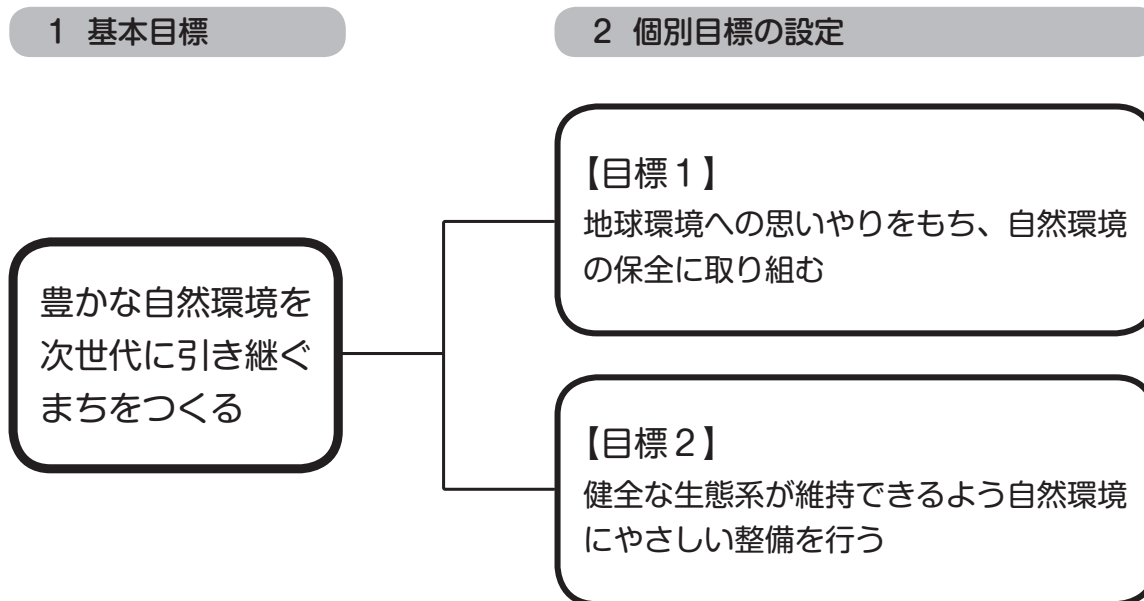 1 基本目標
2 個別目標の設定
豊かな自然環境を
次世代に引き継ぐ
まちをつくる
【目標1】
地球環境への思いやりをもち、自然環境
の保全に取り組む
【目標2】
健全な生態系が維持できるよう自然環境
にやさしい整備を行う